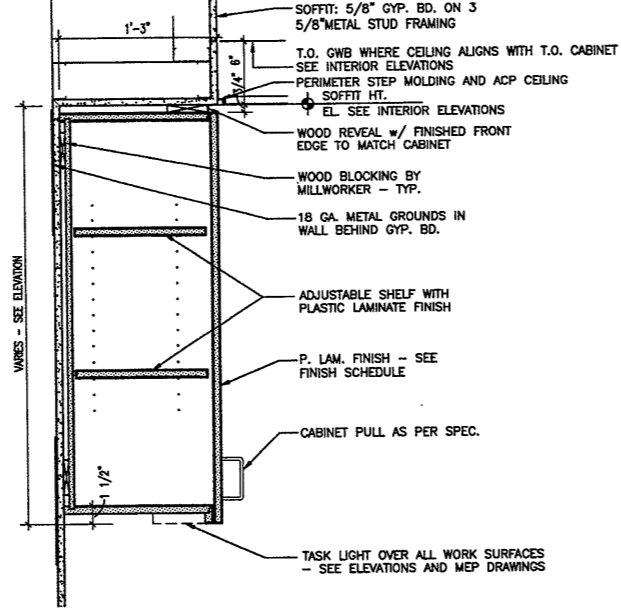 SOFFIT: 5/8" GYP. BD. ON 3
5/8"METAL STUD FRAMING
1'-3"
T.O. GWB WHERE CEILING ALIGNS WITH T.O. CABINET
SEE INTERIOR ELEVATIONS
3/4" 6"
PERIMETER STEP MOLDING AND ACP CEILING
SOFFIT HT.
EL. SEE INTERIOR ELEVATIONS
WOOD REVEAL w/ FINISHED FRONT
EDGE TO MATCH CABINET
WOOD BLOCKING BY
MILLWORKER - TYP.
18 GA. METAL GROUNDS IN
WALL BEHIND GYP. BD.
ADJUSTABLE SHELF WITH
PLASTIC LAMINATE FINISH
VARIES - SEE ELEVATION
P. LAM. FINISH - SEE
FINISH SCHEDULE
CABINET PULL AS PER SPEC.
1 1/2"
TASK LIGHT OVER ALL WORK SURFACES
- SEE ELEVATIONS AND MEP DRAWINGS